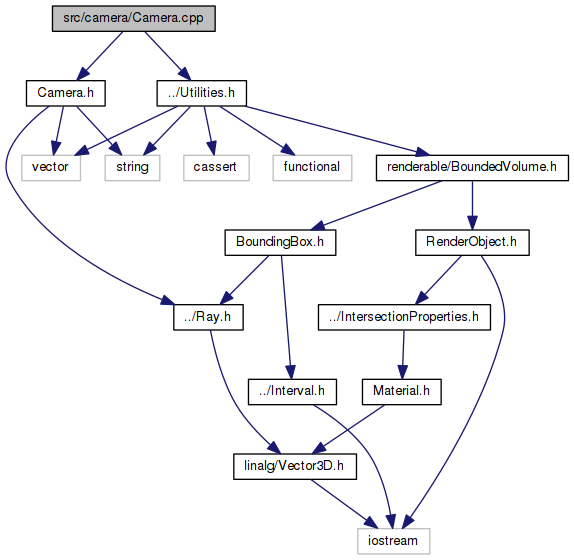 src/camera/Camera.cpp
Camera.h
../Utilities.h
vector
string
cassert
functional
renderable/BoundedVolume.h
BoundingBox.h
RenderObject.h
../Ray.h
../IntersectionProperties.h
../Interval.h
Material.h
linalg/Vector3D.h
iostream